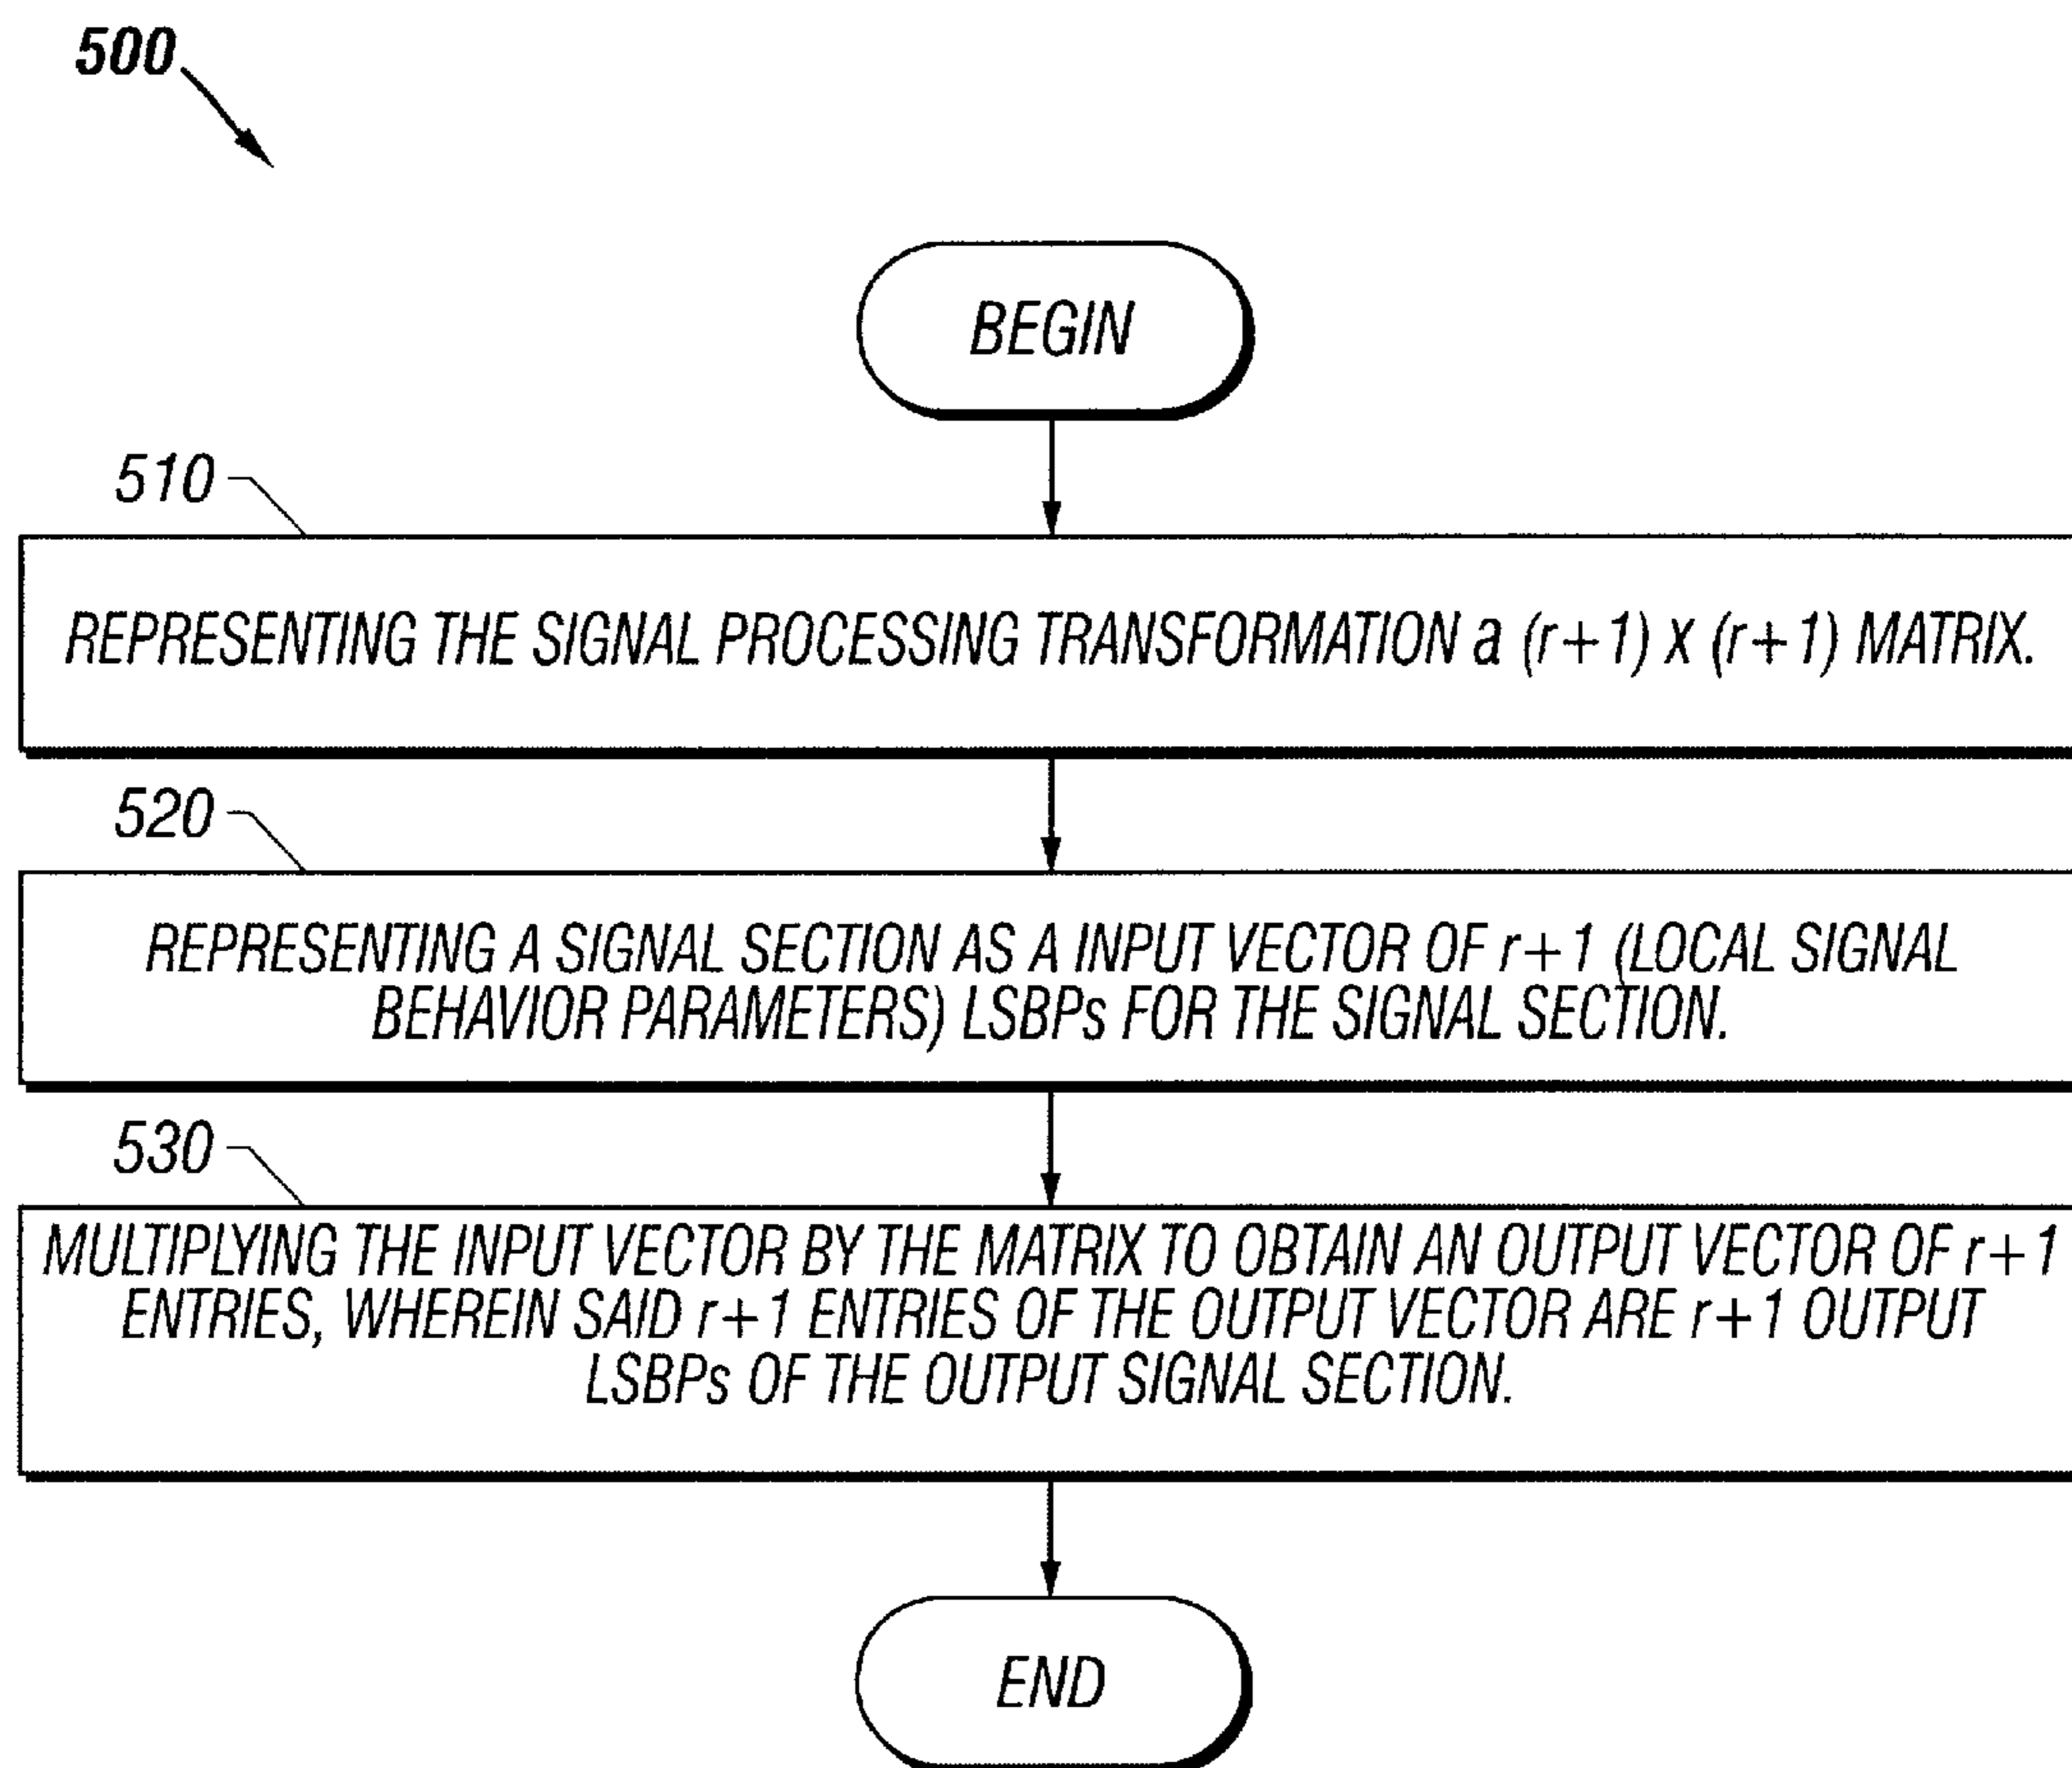 500
BEGIN
510
REPRESENTING THE SIGNAL PROCESSING TRANSFORMATION a (r+1) x (r+1) MATRIX.
520
REPRESENTING A SIGNAL SECTION AS A INPUT VECTOR OF r+1 (LOCAL SIGNAL
BEHAVIOR PARAMETERS) LSBPs FOR THE SIGNAL SECTION.
530
MULTIPLYING THE INPUT VECTOR BY THE MATRIX TO OBTAIN AN OUTPUT VECTOR OF r+1
ENTRIES, WHEREIN SAID r+1 ENTRIES OF THE OUTPUT VECTOR ARE r+1 OUTPUT
LSBPs OF THE OUTPUT SIGNAL SECTION.
END